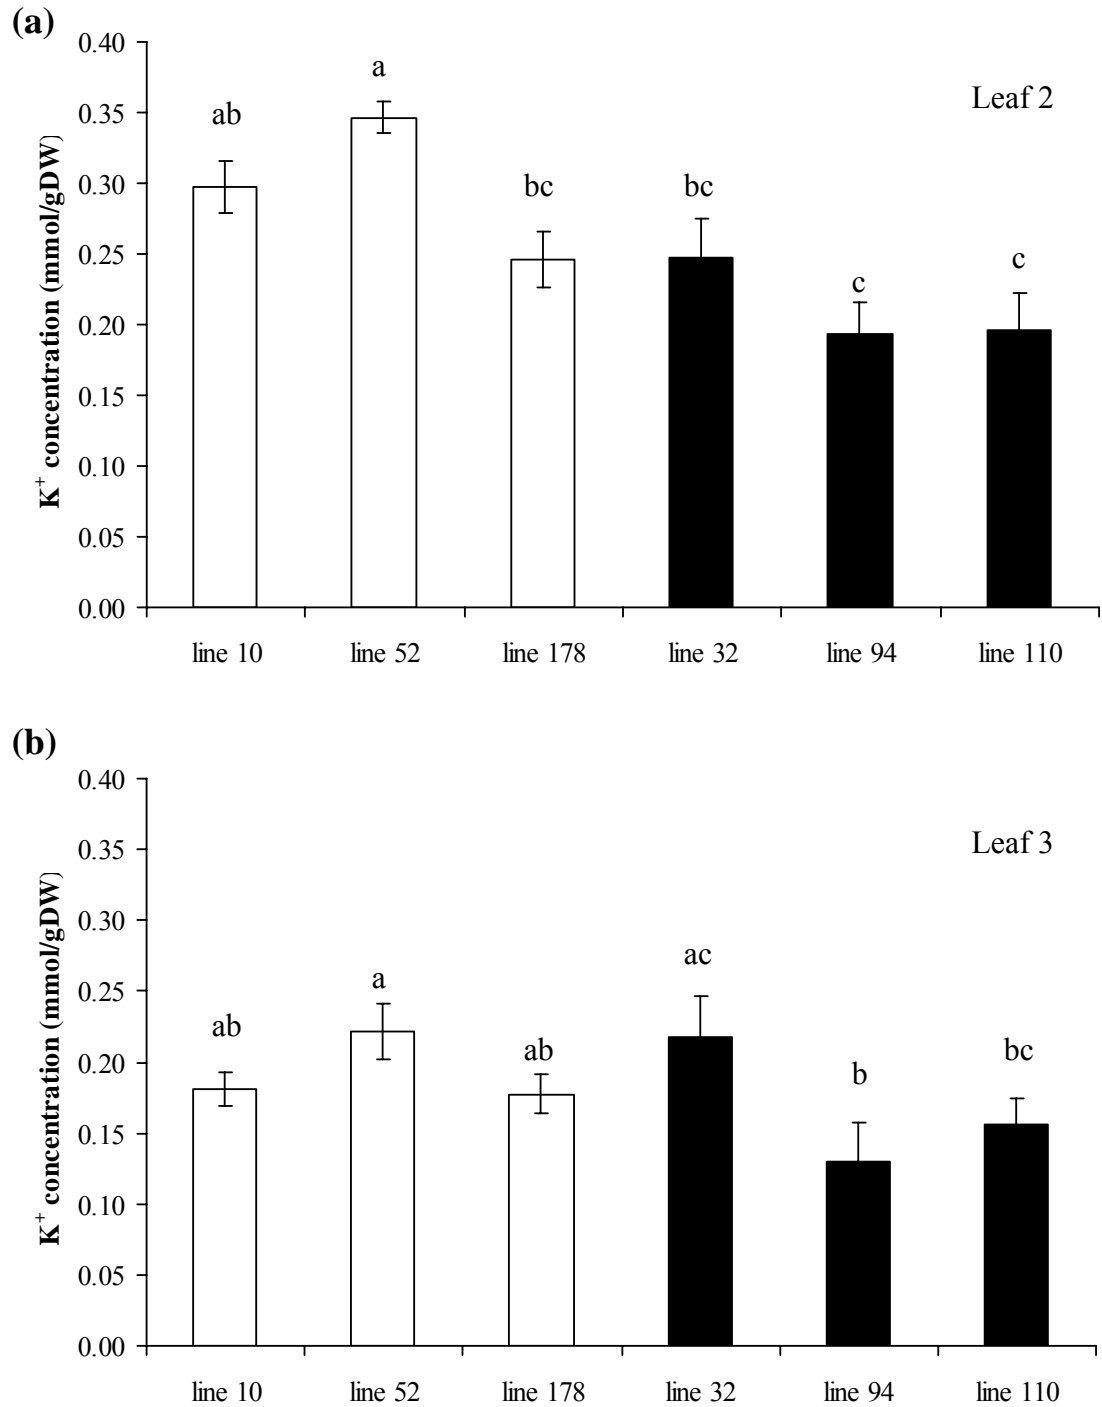 (a)
K+ concentration (mmol/gDW)
0.40
0.35
0.30
0.25
0.20
0.15
0.10
0.05
0.00
Leaf 2
ab
a
bc
bc
c
c
line 10
line 52
line 178
line 32
line 94
line 110
(b)
K+ concentration (mmol/gDW)
0.40
0.35
0.30
0.25
0.20
0.15
0.10
0.05
0.00
Leaf 3
ab
a
ab
ac
b
bc
line 10
line 52
line 178
line 32
line 94
line 110